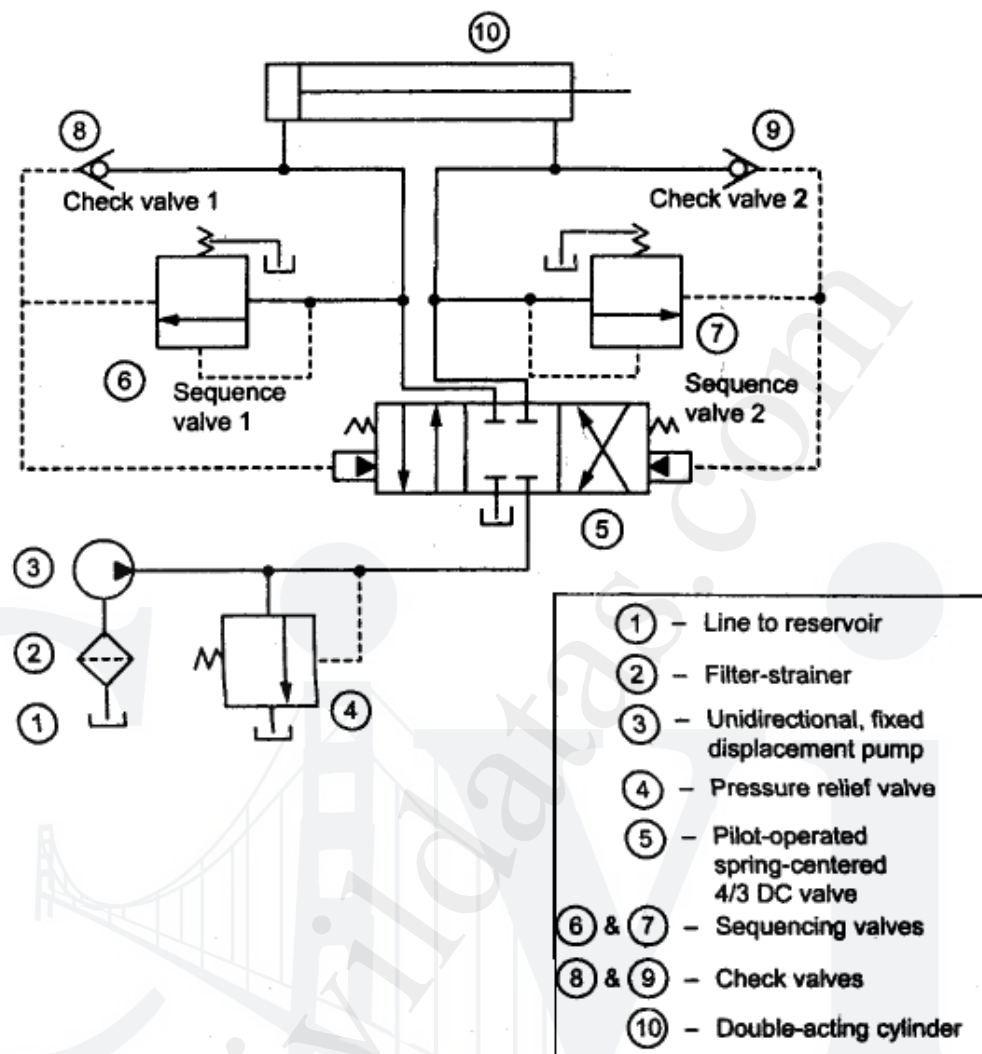 10
8
9
Check valve 1
Check valve 2
6
7
Sequence
valve 1
Sequence
valve 2
5
3
2
4
1
1 – Line to reservoir
2 – Filter-strainer
3 – Unidirectional, fixed
displacement pump
4 – Pressure relief valve
5 – Pilot-operated
spring-centered
4/3 DC valve
6 & 7 – Sequencing valves
8 & 9 – Check valves
10 – Double-acting cylinder
vildatas.com